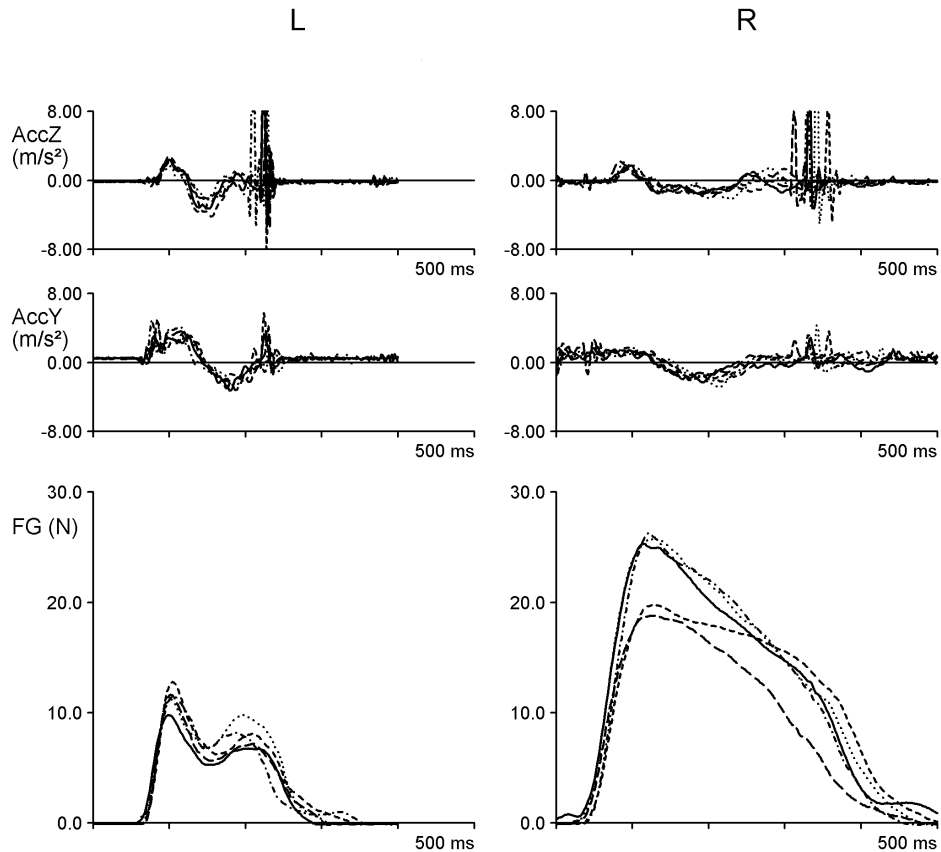 L R
8.00 8.00
AccZ
(m/s²)
0.00 0.00
-8.00 -8.00
500 ms 500 ms
8.00 8.00
AccY
(m/s²)
0.00 0.00
-8.00 -8.00
500 ms 500 ms
30.0 30.0
FG (N)
20.0 20.0
10.0 10.0
0.0 0.0
500 ms 500 ms